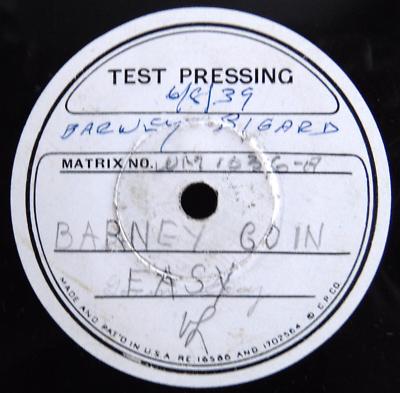 TEST PRESSING
6/8/39
BARNEY BIGARD
MATRIX NO.
BARNEY GOIN
EASY
MADE AND PAT'D IN U.S.A RE 16588 AND 1702564 ©